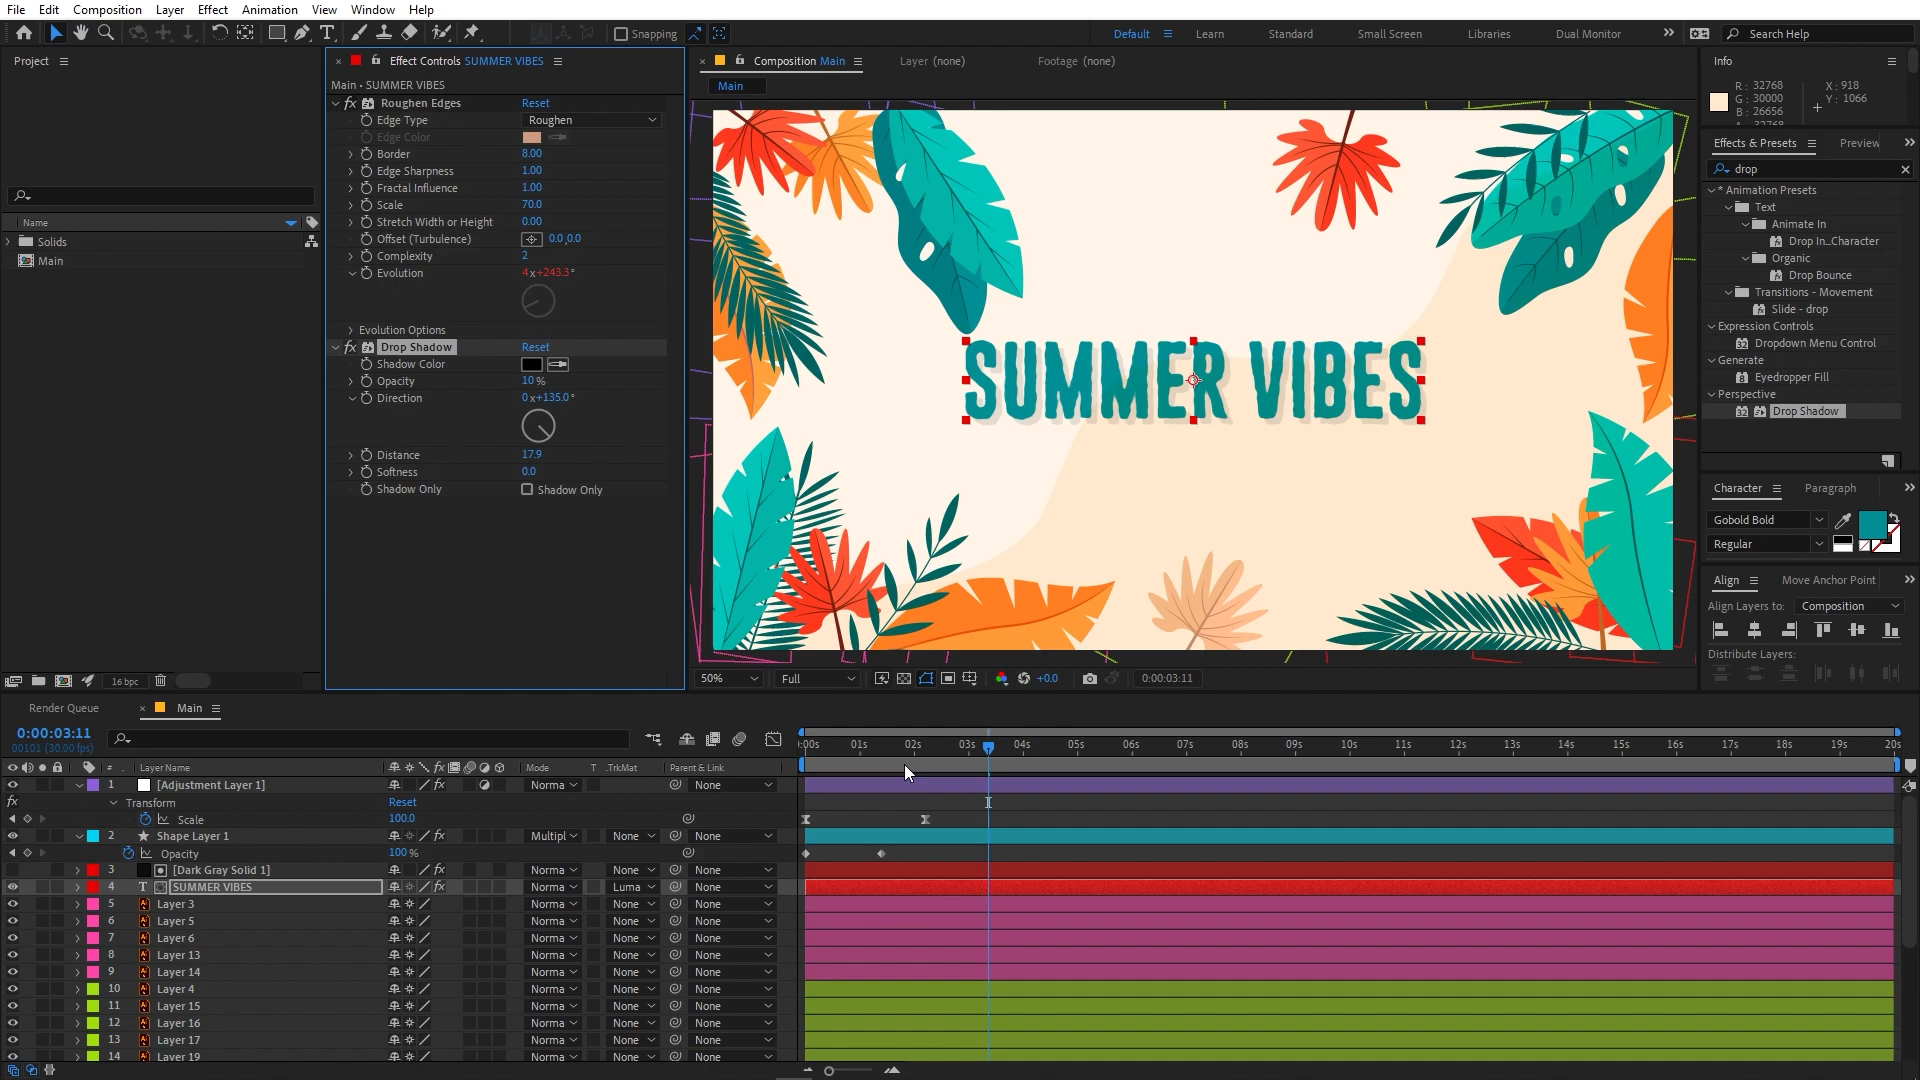 File Edit Composition Layer Effect Animation View Window Help
Snapping
Default Learn Standard Small Screen Libraries Dual Monitor Search Help
Project
Name
Solids
Main
16 bpc
Effect Controls SUMMER VIBES
Main • SUMMER VIBES
fx Roughen Edges Reset
Edge Type Roughen
Edge Color
Border 8.00
Edge Sharpness 1.00
Fractal Influence 1.00
Scale 70.0
Stretch Width or Height 0.00
Offset (Turbulence) 0.0,0.0
Complexity 2
Evolution 4x+243.3°
Evolution Options
fx Drop Shadow Reset
Shadow Color
Opacity 10 %
Direction 0x+135.0°
Distance 17.9
Softness 0.0
Shadow Only Shadow Only
Composition Main Layer (none) Footage (none)
Main
SUMMER VIBES
50% Full +0.0 0:00:03:11
Info
R : 32768 X : 918
G : 30000 Y : 1066
B : 26656
Effects & Presets Preview
drop
* Animation Presets
Text
Animate In
Drop In...Character
Organic
Drop Bounce
Transitions - Movement
Slide - drop
Expression Controls
Dropdown Menu Control
Generate
Eyedropper Fill
Perspective
Drop Shadow
Character Paragraph
Gobold Bold
Regular
Align Move Anchor Point
Align Layers to: Composition
Distribute Layers:
Render Queue Main
0:00:03:11
00101 (30.00 fps)
:00s 01s 02s 03s 04s 05s 06s 07s 08s 09s 10s 11s 12s 13s 14s 15s 16s 17s 18s 19s 20s
# Layer Name fx Mode T .TrkMat Parent & Link
1 [Adjustment Layer 1] fx Norma None
fx Transform Reset
Scale 100.0
2 Shape Layer 1 fx Multipl None None
Opacity 100 %
3 [Dark Gray Solid 1] Norma None None
4 T SUMMER VIBES fx Norma Luma None
5 Layer 3 Norma None None
6 Layer 5 Norma None None
7 Layer 6 Norma None None
8 Layer 13 Norma None None
9 Layer 14 Norma None None
10 Layer 4 Norma None None
11 Layer 15 Norma None None
12 Layer 16 Norma None None
13 Layer 17 Norma None None
14 Layer 19 Norma None None